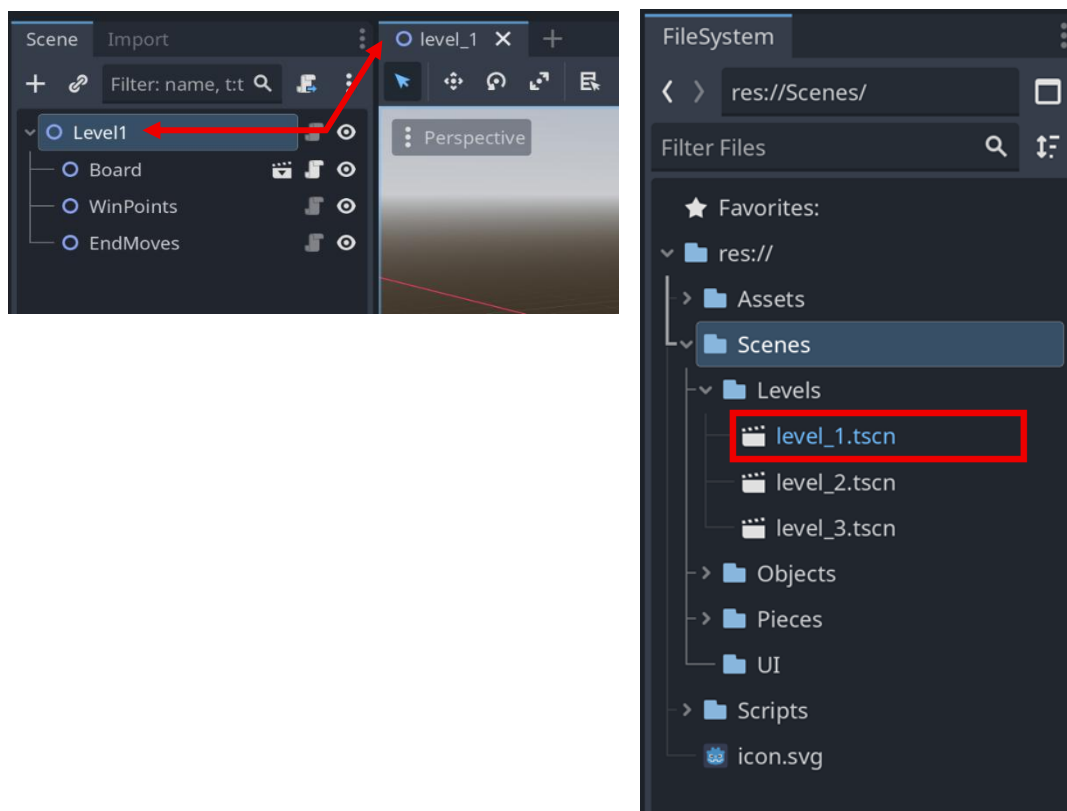 Scene Import
level_1
Filter: name, t:t
Level1
Board
WinPoints
EndMoves
Perspective
FileSystem
res://Scenes/
Filter Files
Favorites:
res://
Assets
Scenes
Levels
level_1.tscn
level_2.tscn
level_3.tscn
Objects
Pieces
UI
Scripts
icon.svg